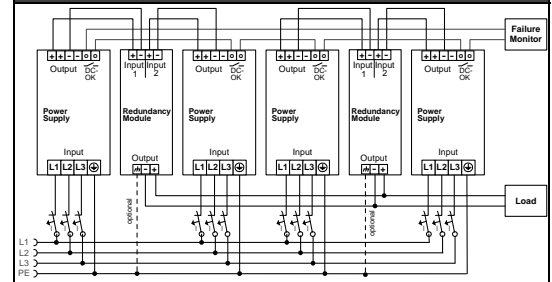 Failure Monitor
+ + - - o o
+ - + -
+ + - - o o
+ + - - o o
+ - + -
+ + - - o o
Output DC-OK
Input 1 Input 2
Output DC-OK
Output DC-OK
Input 1 Input 2
Output DC-OK
Power Supply
Redundancy Module
Power Supply
Power Supply
Redundancy Module
Power Supply
Input
Input
Input
Input
L1 L2 L3
Output
L1 L2 L3
L1 L2 L3
Output
L1 L2 L3
- +
- +
Load
optional
optional
L1
L2
L3
PE